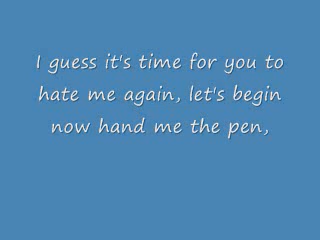 I guess it's time for you to
hate me again, let's begin
now hand me the pen,